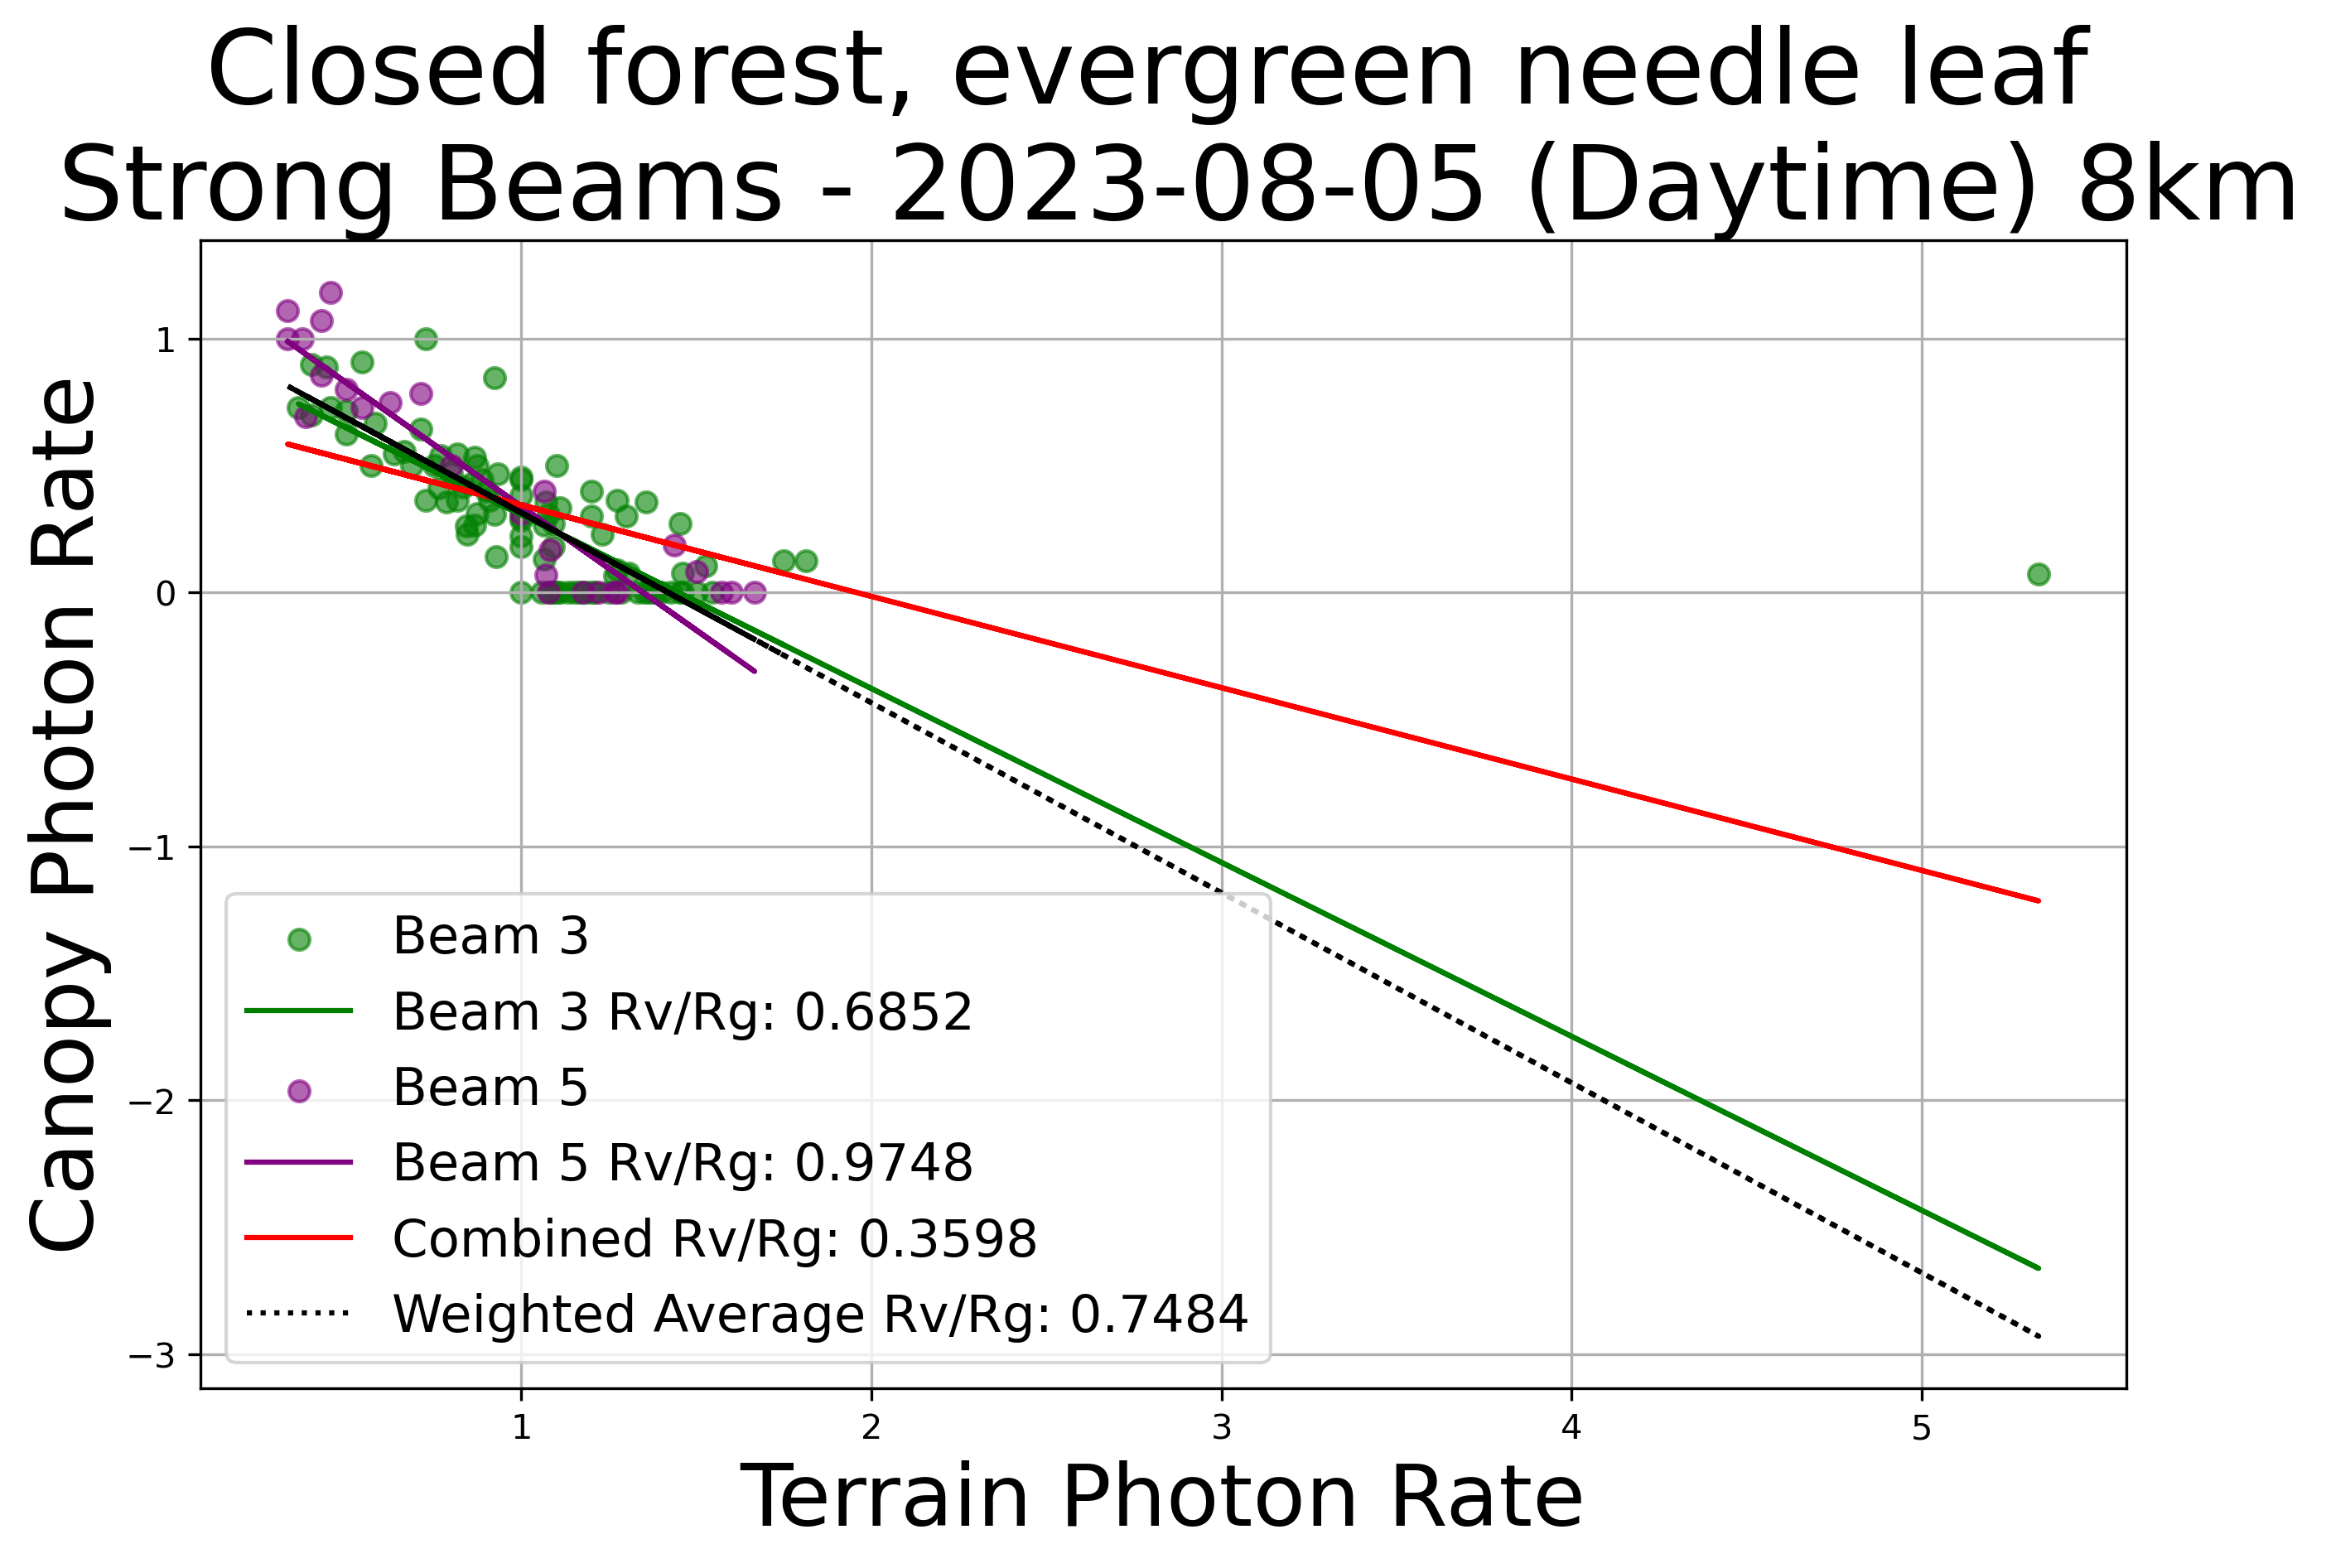 Closed forest, evergreen needle leaf
Strong Beams - 2023-08-05 (Daytime) 8km
Canopy Photon Rate
1
0
−1
−2
−3
Beam 3
Beam 3 Rv/Rg: 0.6852
Beam 5
Beam 5 Rv/Rg: 0.9748
Combined Rv/Rg: 0.3598
Weighted Average Rv/Rg: 0.7484
1
2
3
4
5
Terrain Photon Rate